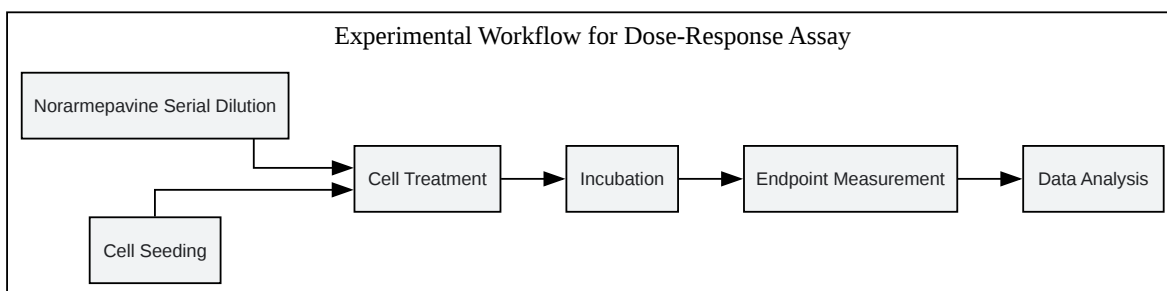 Experimental Workflow for Dose-Response Assay
Norarmepavine Serial Dilution
Cell Seeding
Cell Treatment
Incubation
Endpoint Measurement
Data Analysis